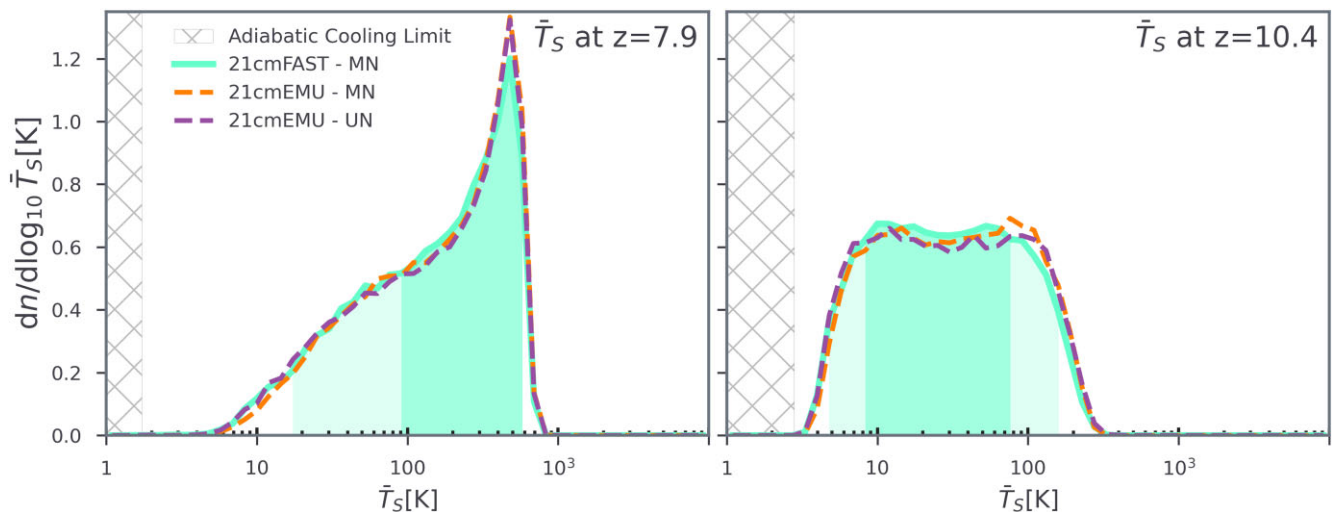 Adiabatic Cooling Limit
21cmFAST - MN
21cmEMU - MN
21cmEMU - UN
T̄_S at z=7.9
T̄_S at z=10.4
dn/dlog₁₀ T̄_S[K]
1.2
1.0
0.8
0.6
0.4
0.2
0.0
1 10 100 10³
1 10 100 10³
T̄_S[K]
T̄_S[K]